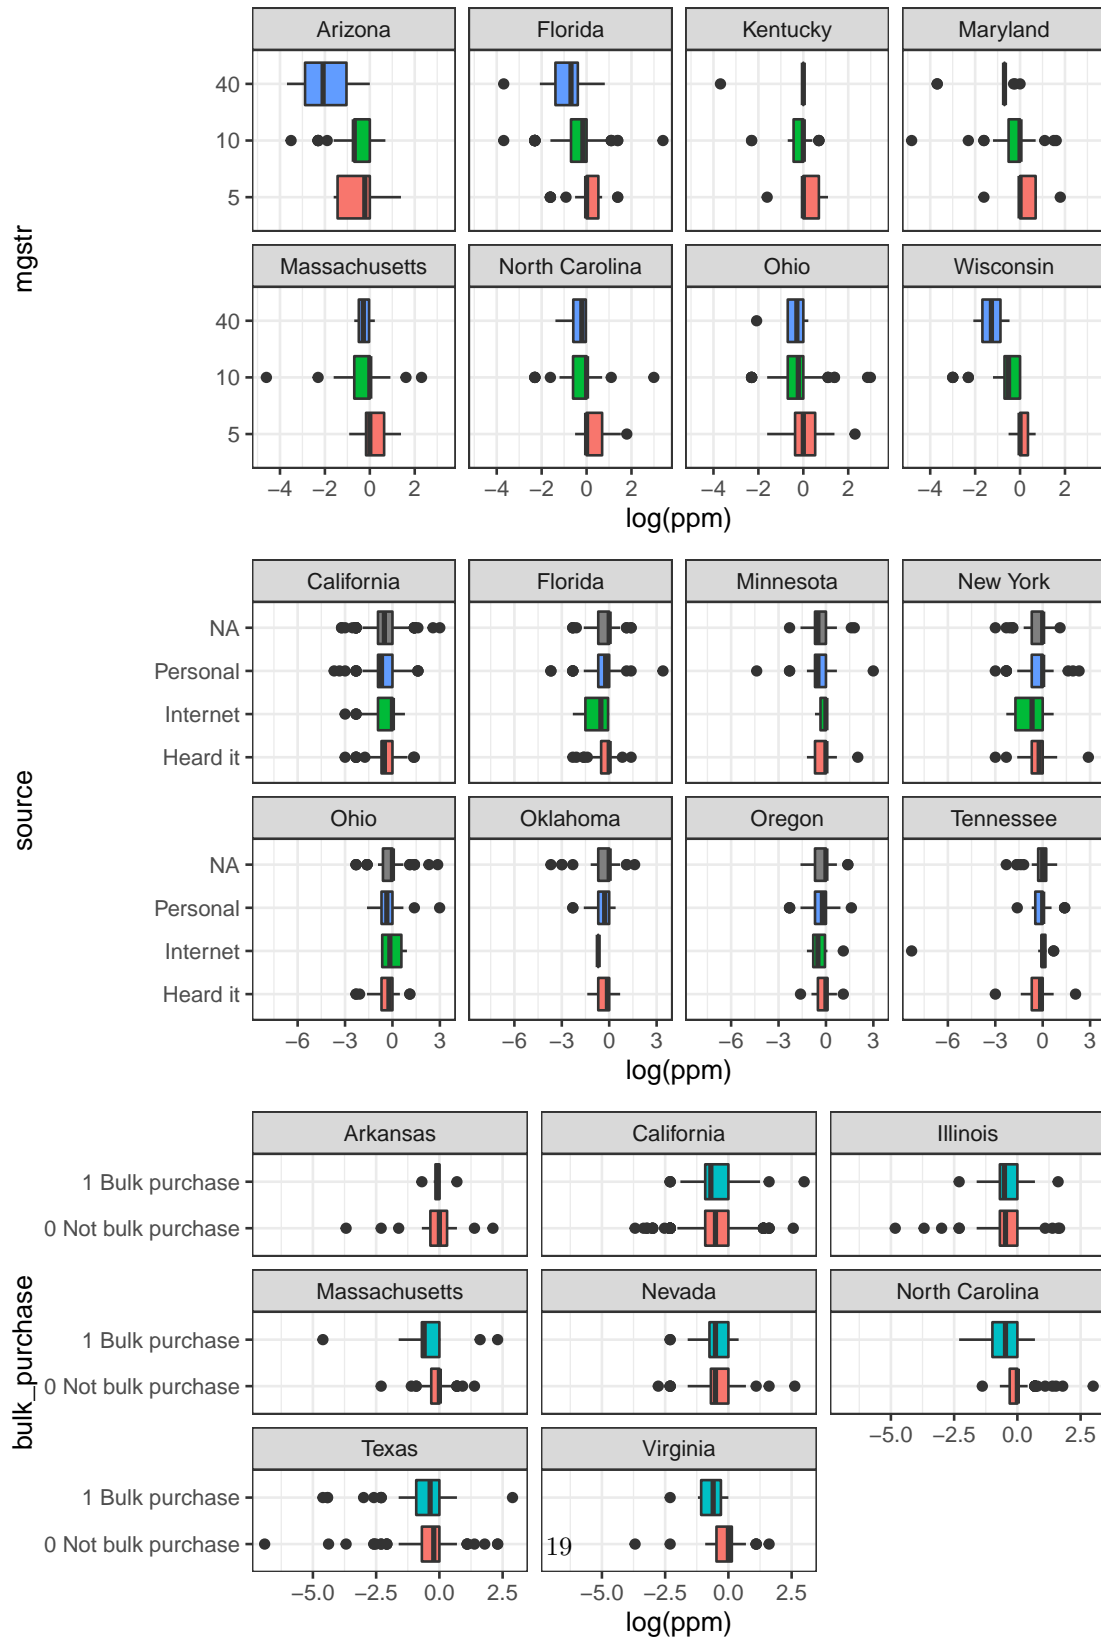 Arizona Florida Kentucky Maryland
40
10
5
mgstr
Massachusetts North Carolina Ohio Wisconsin
40
10
5
−4 −2 0 2 −4 −2 0 2 −4 −2 0 2 −4 −2 0 2
log(ppm)
California Florida Minnesota New York
NA
Personal
Internet
Heard it
source
Ohio Oklahoma Oregon Tennessee
NA
Personal
Internet
Heard it
−6 −3 0 3 −6 −3 0 3 −6 −3 0 3 −6 −3 0 3
log(ppm)
Arkansas California Illinois
1 Bulk purchase
0 Not bulk purchase
bulk_purchase
Massachusetts Nevada North Carolina
1 Bulk purchase
0 Not bulk purchase
−5.0 −2.5 0.0 2.5
Texas Virginia
1 Bulk purchase
0 Not bulk purchase
19
−5.0 −2.5 0.0 2.5 −5.0 −2.5 0.0 2.5
log(ppm)